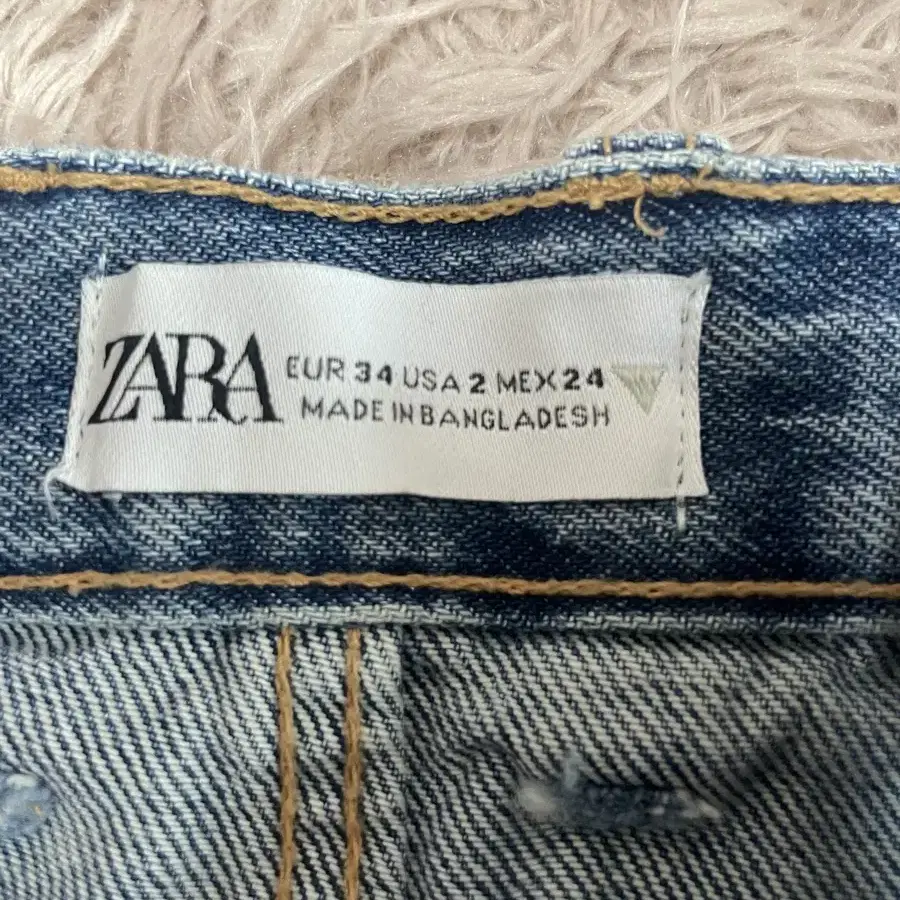 ZARA
EUR 34 USA 2 MEX 24
MADE IN BANGLADESH